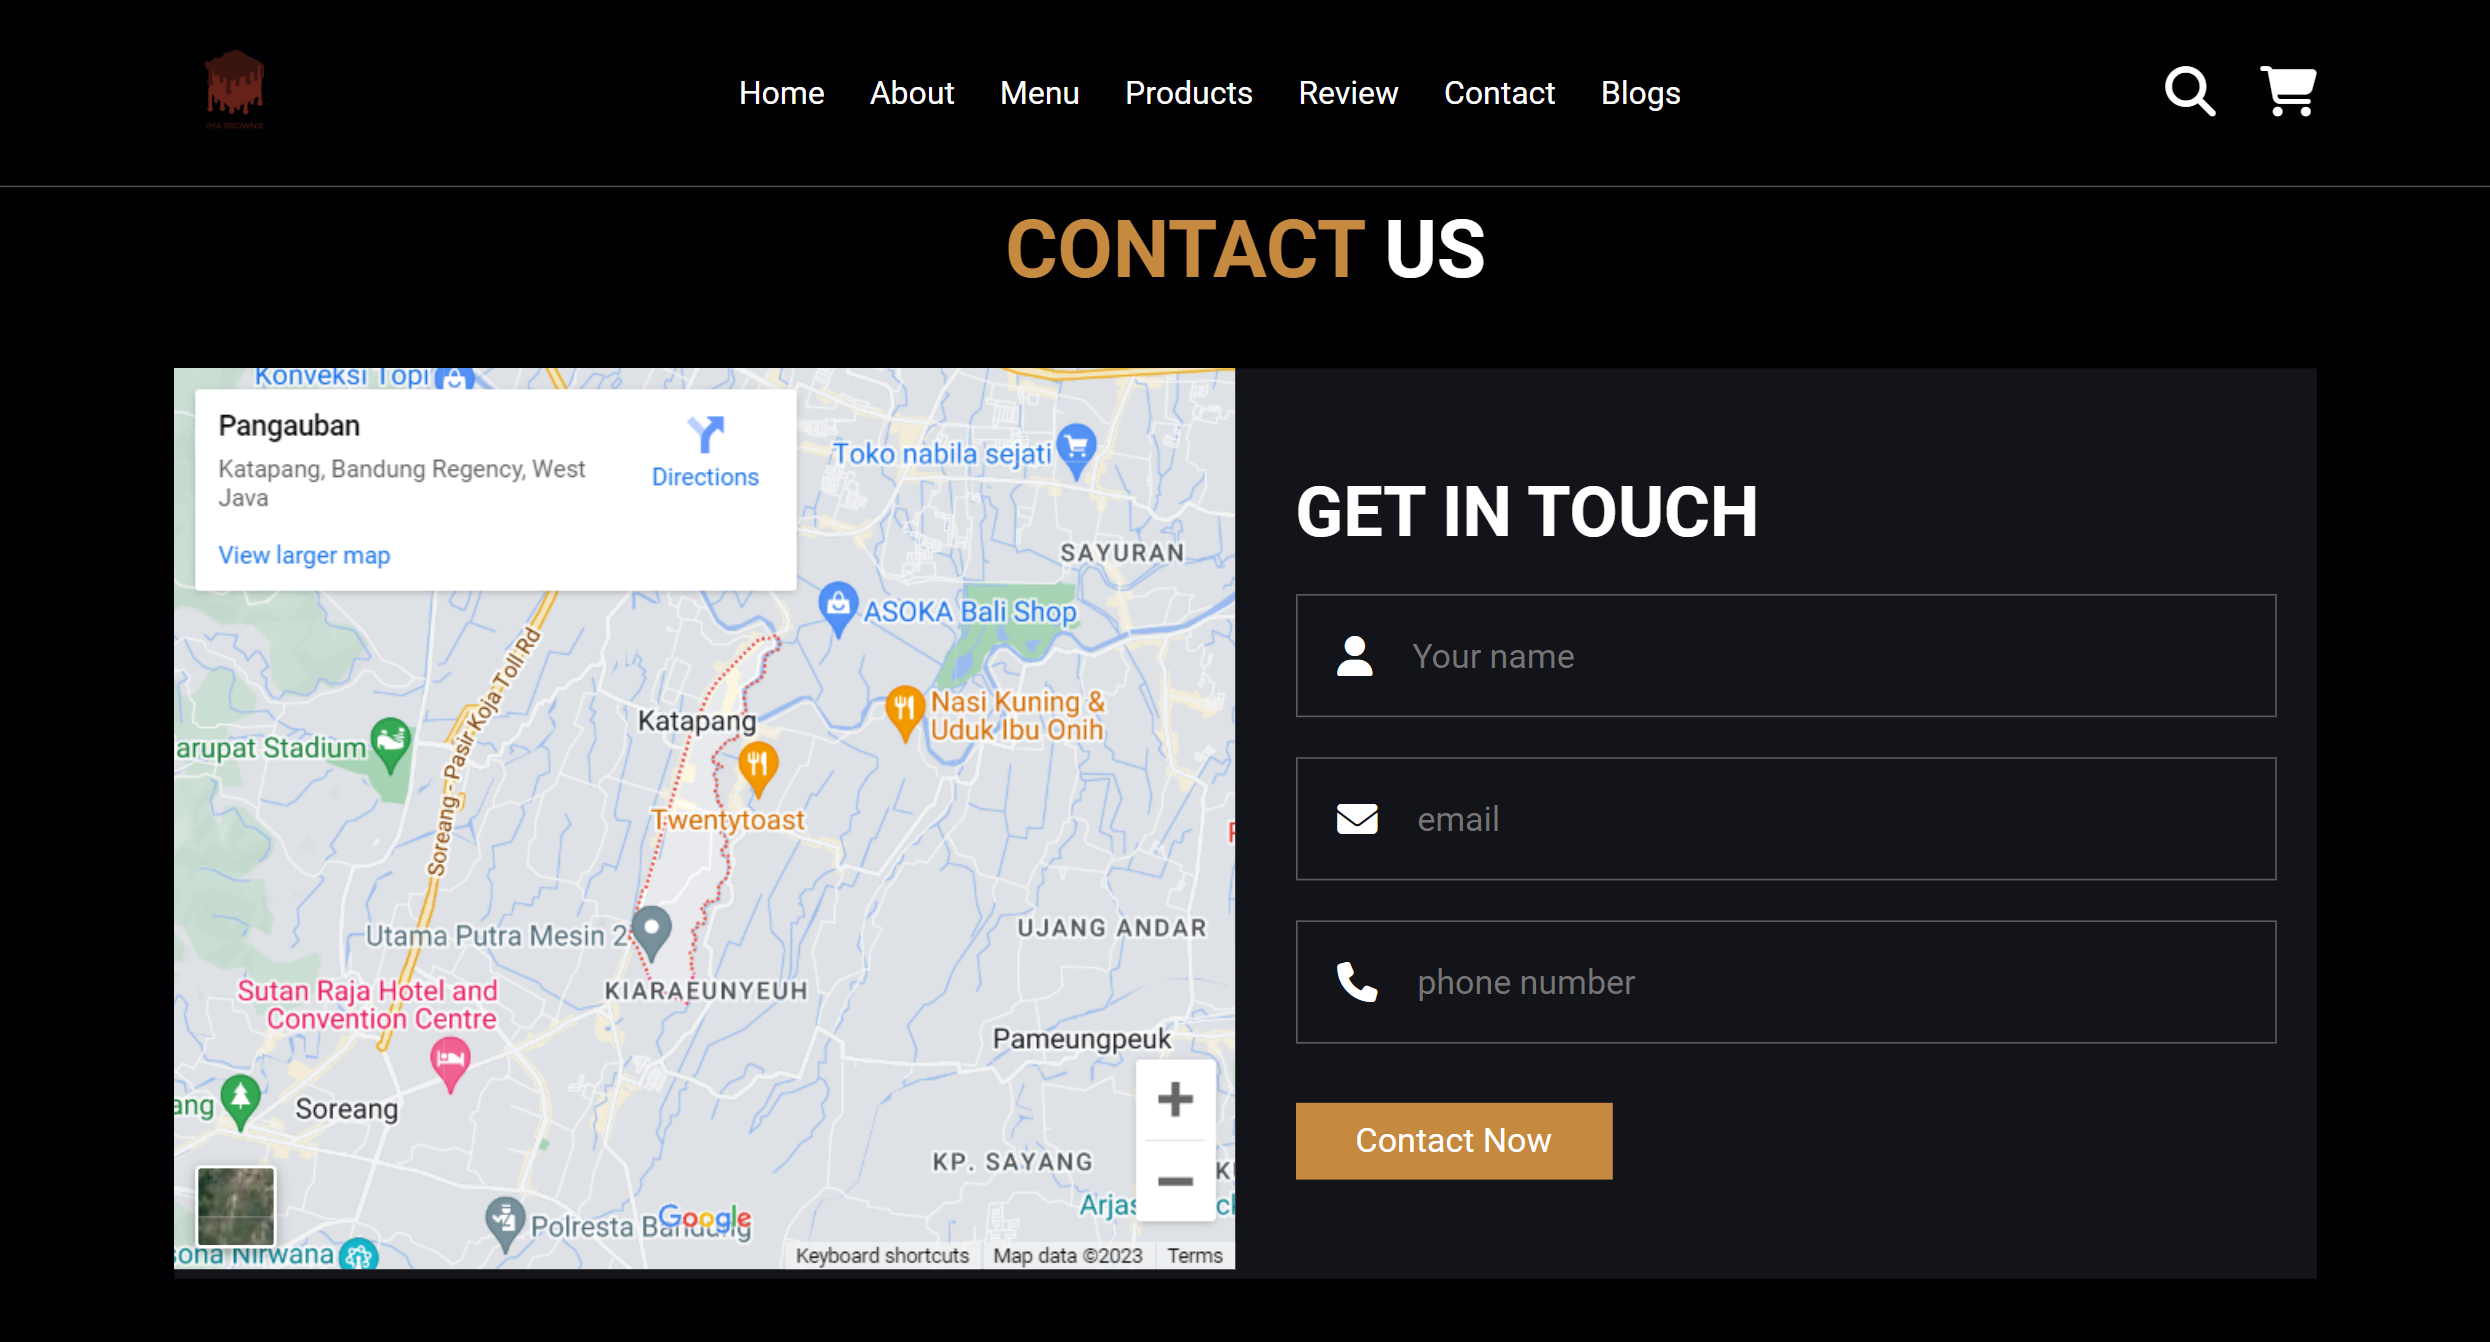 IMA BROWNIE
Home About Menu Products Review Contact Blogs
CONTACT US
Konveksi Topi
Pangauban
Katapang, Bandung Regency, West
Java
Directions
View larger map
Toko nabila sejati
SAYURAN
ASOKA Bali Shop
Soreang - Pasir Koja Toll Rd
Katapang
Nasi Kuning &
Uduk Ibu Onih
arupat Stadium
Twentytoast
Utama Putra Mesin 2
UJANG ANDAR
KIARAEUNYEUH
Sutan Raja Hotel and
Convention Centre
Pameungpeuk
ang
Soreang
KP. SAYANG
Arjas
Polresta Bandung
Google
sona Nirwana
Keyboard shortcuts Map data ©2023 Terms
GET IN TOUCH
Your name
email
phone number
Contact Now